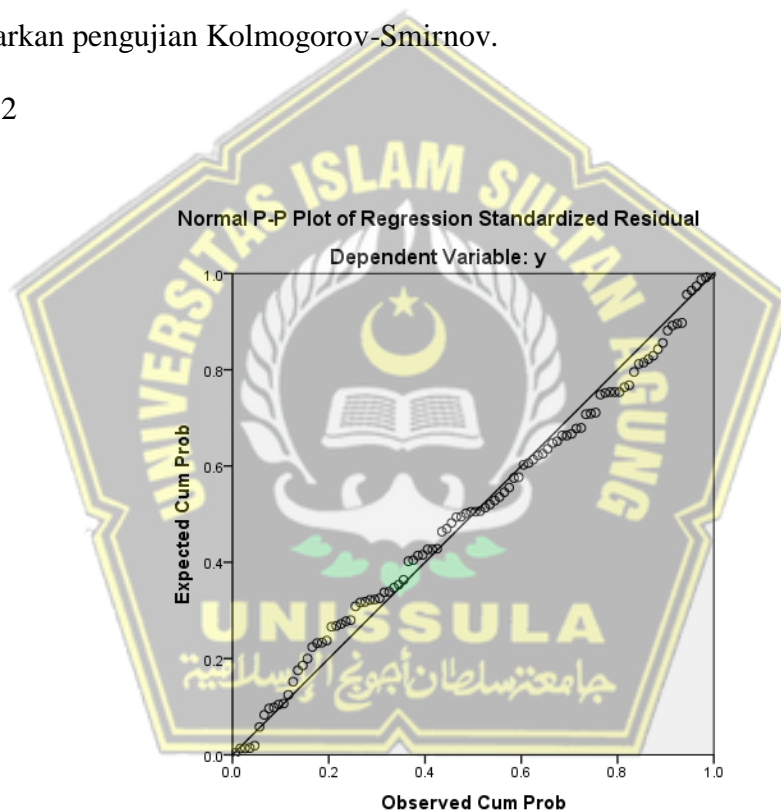 arkan pengujian Kolmogorov-Smirnov.
2
UNIVERSITAS ISLAM SULTAN AGUNG
Normal P-P Plot of Regression Standardized Residual
Dependent Variable: y
1.0
0.8
0.6
0.4
0.2
0.0
Expected Cum Prob
UNISSULA
جامعتنسلطان أجونج الإسلامية
0.0 0.2 0.4 0.6 0.8 1.0
Observed Cum Prob